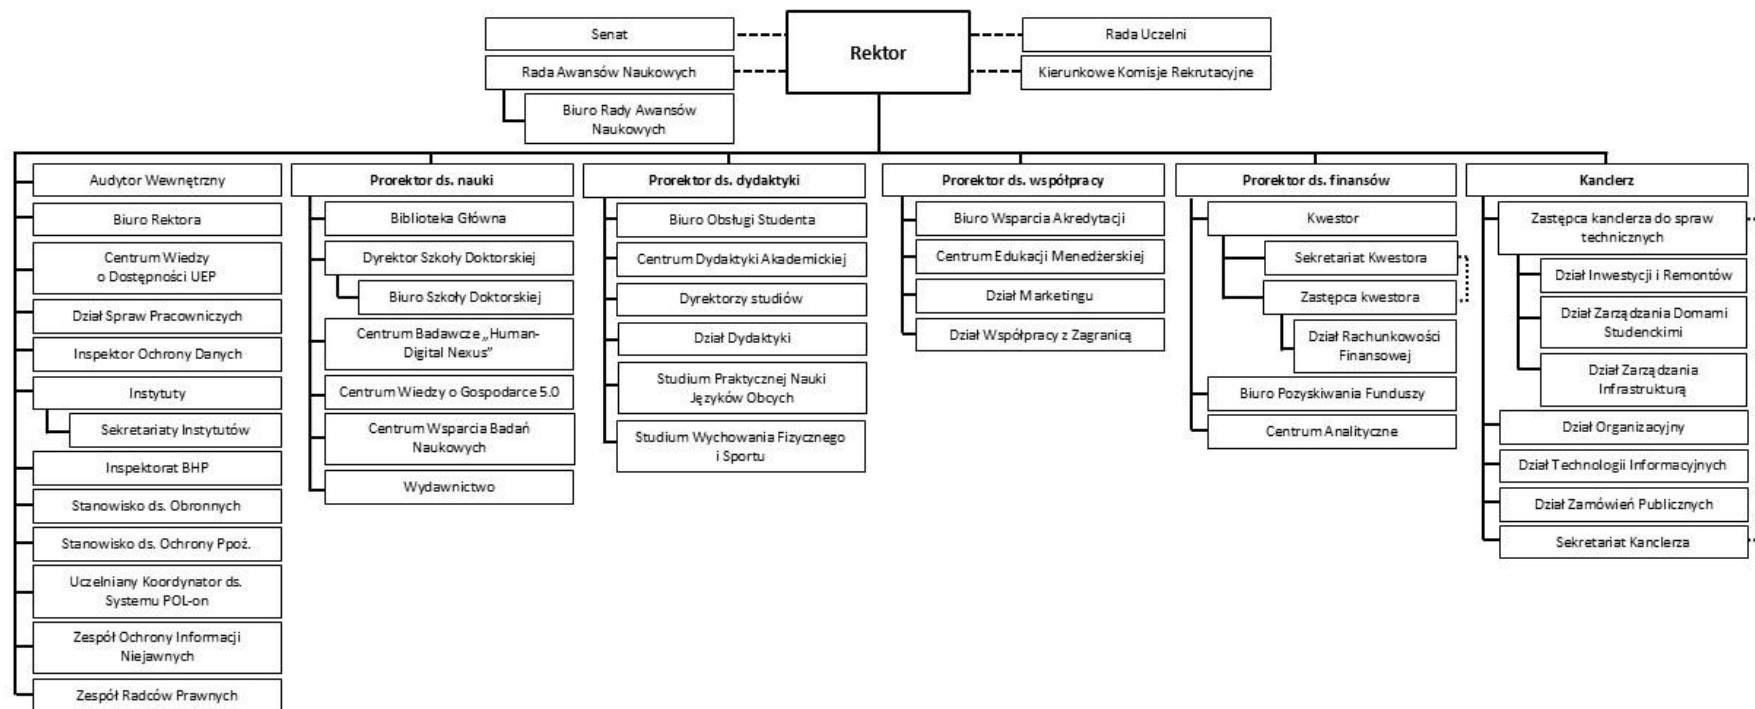 Senat
Rektor
Rada Uczelni
Rada Awansów Naukowych
Kierunkowe Komisje Rekrutacyjne
Biuro Rady Awansów
Naukowych
Audytor Wewnętrzny
Biuro Rektora
Centrum Wiedzy
o Dostępności UEP
Dział Spraw Pracowniczych
Inspektor Ochrony Danych
Instytuty
Sekretariaty Instytutów
Inspektorat BHP
Stanowisko ds. Obronnych
Stanowisko ds. Ochrony Ppoż.
Uczelniany Koordynator ds.
Systemu POL-on
Zespół Ochrony Informacji
Niejawnych
Zespół Radców Prawnych
Prorektor ds. nauki
Biblioteka Główna
Dyrektor Szkoły Doktorskiej
Biuro Szkoły Doktorskiej
Centrum Badawcze „Human-
Digital Nexus”
Centrum Wiedzy o Gospodarce 5.0
Centrum Wsparcia Badań
Naukowych
Wydawnictwo
Prorektor ds. dydaktyki
Biuro Obsługi Studenta
Centrum Dydaktyki Akademickiej
Dyrektorzy studiów
Dział Dydaktyki
Studium Praktycznej Nauki
Języków Obcych
Studium Wychowania Fizycznego
i Sportu
Prorektor ds. współpracy
Biuro Wsparcia Akredytacji
Centrum Edukacji Menedżerskiej
Dział Marketingu
Dział Współpracy z Zagranicą
Prorektor ds. finansów
Kwestor
Sekretariat Kwestora
Zastępca kwestora
Dział Rachunkowości
Finansowej
Biuro Pozyskiwania Funduszy
Centrum Analityczne
Kanclerz
Zastępca kanclerza do spraw
technicznych
Dział Inwestycji i Remontów
Dział Zarządzania Domami
Studenckimi
Dział Zarządzania
Infrastrukturą
Dział Organizacyjny
Dział Technologii Informacyjnych
Dział Zamówień Publicznych
Sekretariat Kanclerza